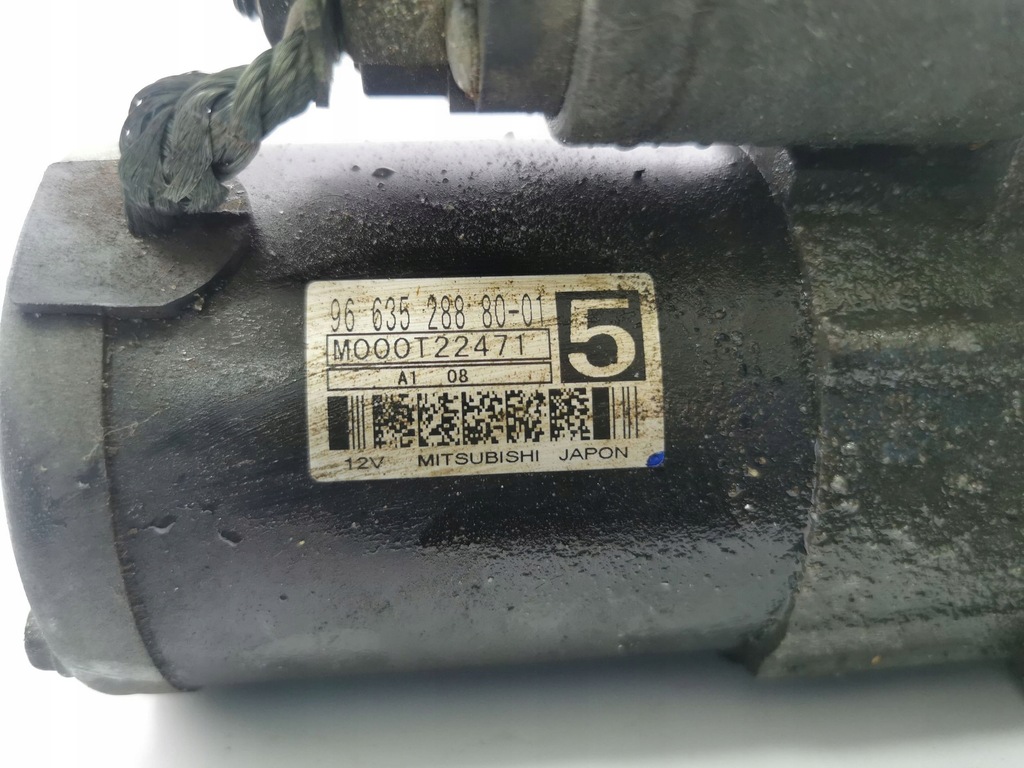 96 635 288 80-01
5
M000T22471
A1 08
12V MITSUBISHI JAPON